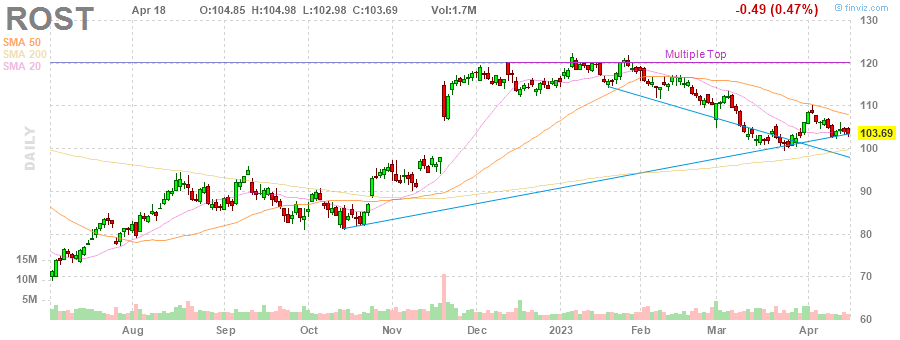 ROST
Apr 18 O:104.85 H:104.98 L:102.98 C:103.69 Vol:1.7M
-0.49 (0.47%)
finviz.com
SMA 50
SMA 200
SMA 20
Multiple Top
DAILY
130
120
110
103.69
100
90
80
70
60
15M
10M
5M
Aug Sep Oct Nov Dec 2023 Feb Mar Apr